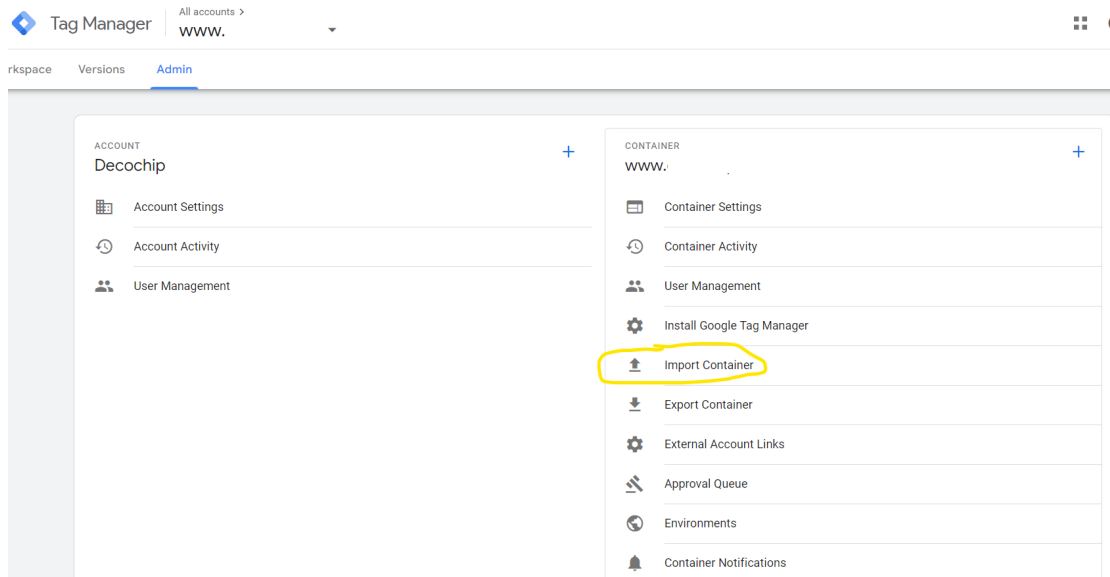 All accounts >
Tag Manager
www.
rkspace Versions Admin
ACCOUNT
Decochip
Account Settings
Account Activity
User Management
CONTAINER
www.
Container Settings
Container Activity
User Management
Install Google Tag Manager
Import Container
Export Container
External Account Links
Approval Queue
Environments
Container Notifications